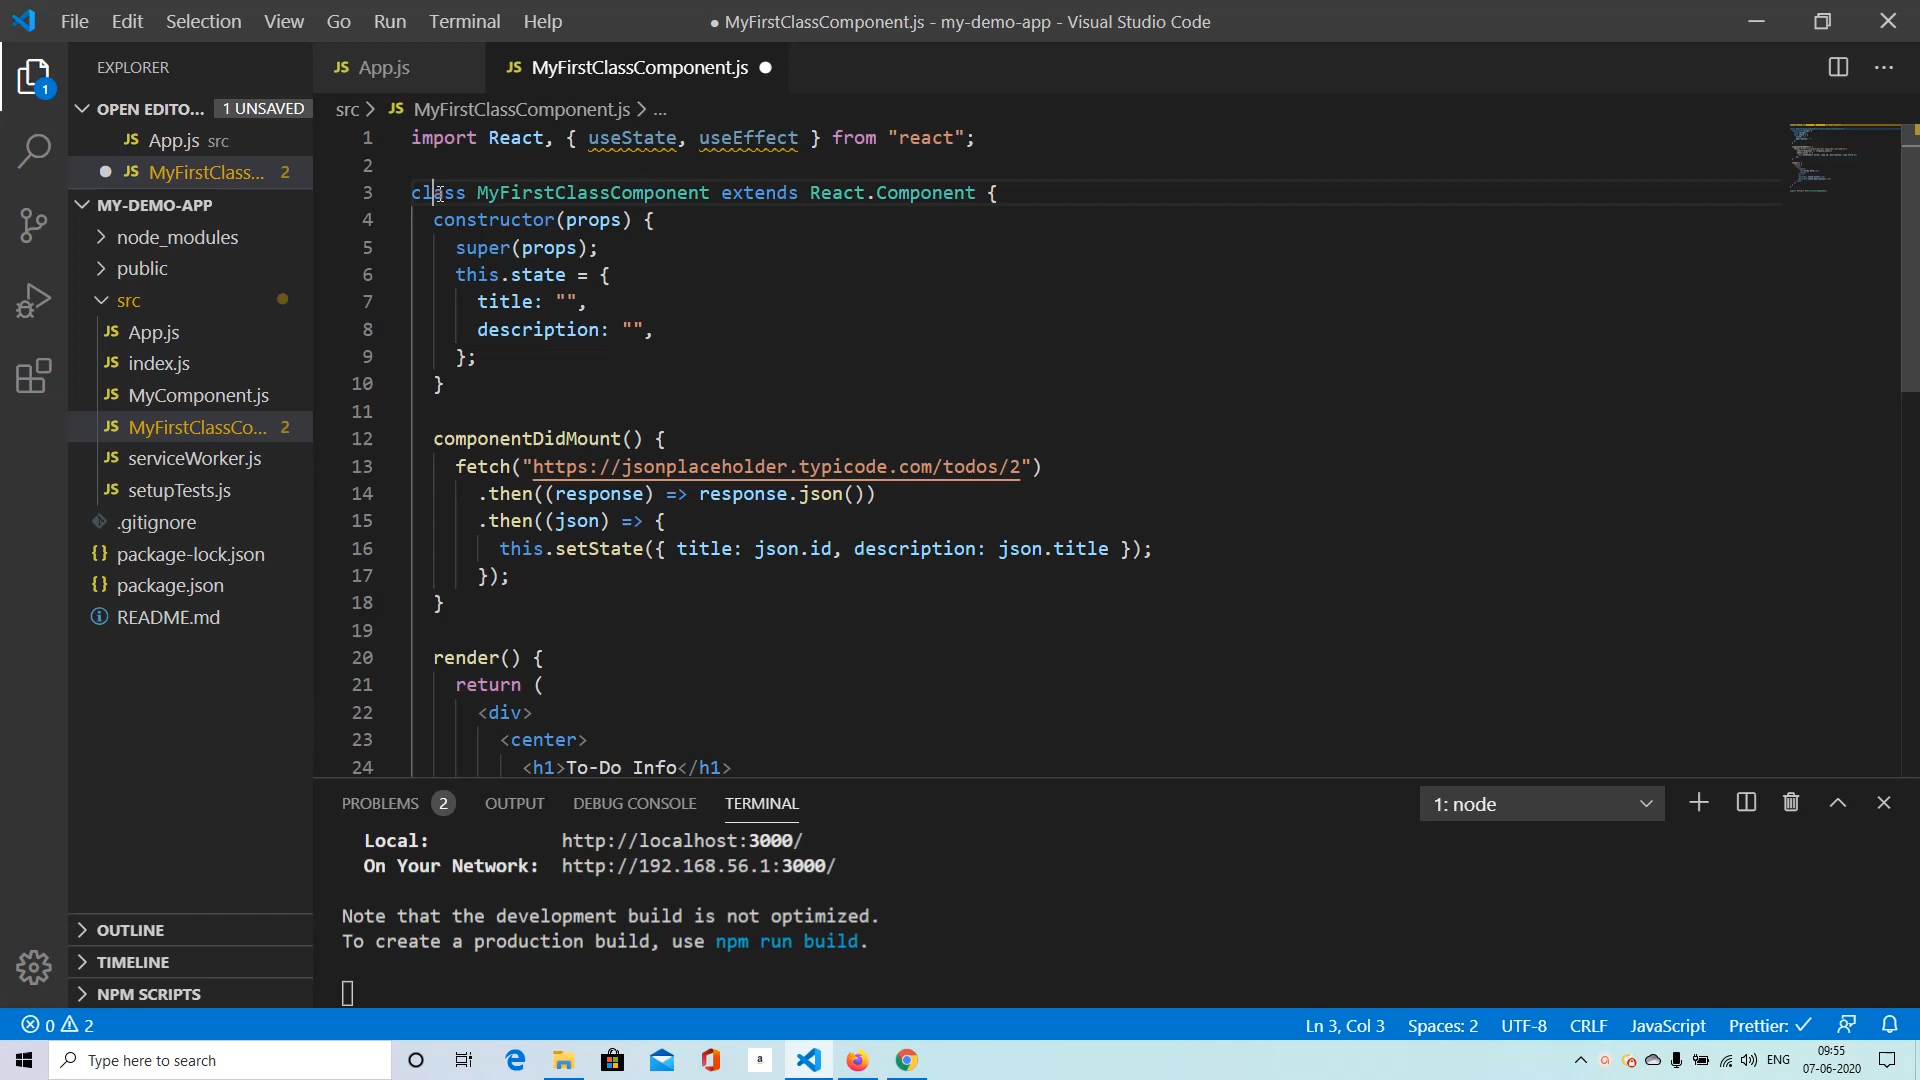 File Edit Selection View Go Run Terminal Help
● MyFirstClassComponent.js - my-demo-app - Visual Studio Code
EXPLORER
OPEN EDITO... 1 UNSAVED
JS App.js src
JS MyFirstClass... 2
MY-DEMO-APP
node_modules
public
src
JS App.js
JS index.js
JS MyComponent.js
JS MyFirstClassCo... 2
JS serviceWorker.js
JS setupTests.js
.gitignore
{} package-lock.json
{} package.json
README.md
OUTLINE
TIMELINE
NPM SCRIPTS
1
JS App.js JS MyFirstClassComponent.js
src > JS MyFirstClassComponent.js > ...
1 import React, { useState, useEffect } from "react";
2
3 class MyFirstClassComponent extends React.Component {
4 constructor(props) {
5 super(props);
6 this.state = {
7 title: "",
8 description: "",
9 };
10 }
11
12 componentDidMount() {
13 fetch("https://jsonplaceholder.typicode.com/todos/2")
14 .then((response) => response.json())
15 .then((json) => {
16 this.setState({ title: json.id, description: json.title });
17 });
18 }
19
20 render() {
21 return (
22 <div>
23 <center>
24 <h1>To-Do Info</h1>
PROBLEMS 2 OUTPUT DEBUG CONSOLE TERMINAL 1: node
Local: http://localhost:3000/
On Your Network: http://192.168.56.1:3000/
Note that the development build is not optimized.
To create a production build, use npm run build.
0 2 Ln 3, Col 3 Spaces: 2 UTF-8 CRLF JavaScript Prettier: ✓
Type here to search
a
ENG
09:55
07-06-2020